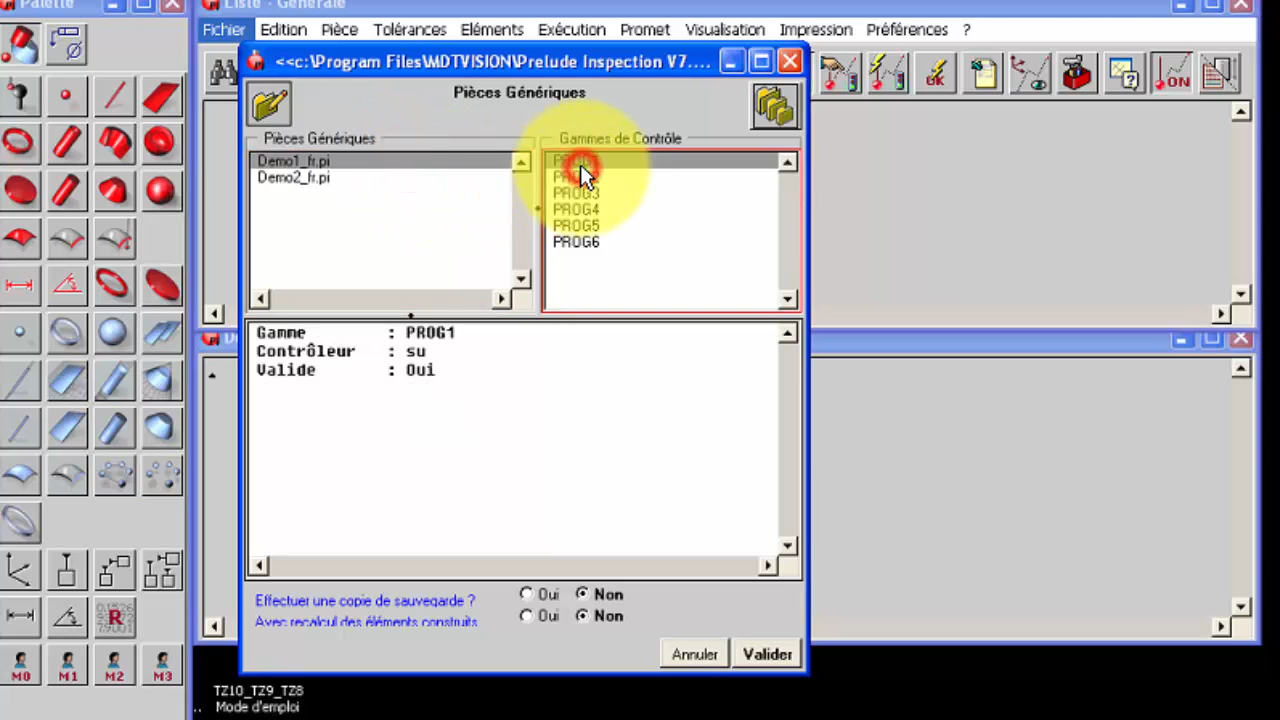 Palette
Liste - Générale
Fichier Edition Pièce Tolérances Eléments Exécution Promet Visualisation Impression Préférences ?
<<c:\Program Files\MDTVISION\Prelude Inspection V7....
Pièces Génériques
OK
ON
Pièces Génériques
Gammes de Contrôle
Demo1_fr.pi
Demo2_fr.pi
PROG3
PROG4
PROG5
PROG6
Gamme : PROG1
Contrôleur : su
Valide : Oui
Effectuer une copie de sauvegarde ? Oui Non
Avec recalcul des éléments construits Oui Non
Annuler Valider
R
M0 M1 M2 M3
TZ10_TZ9_TZ8
.. Mode d'emploi